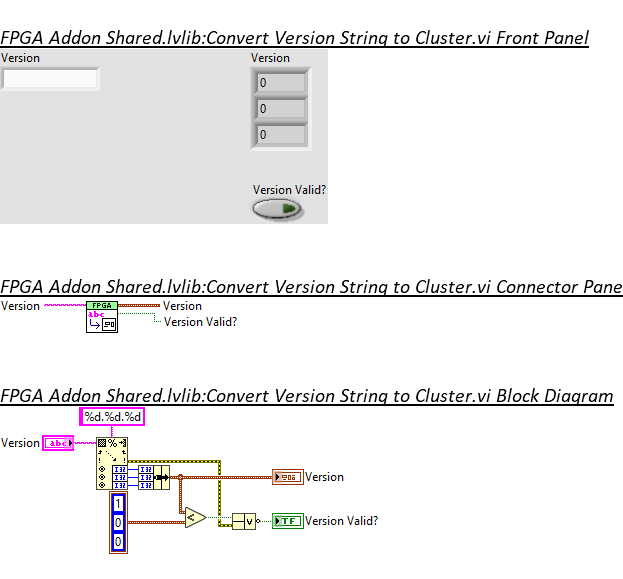 FPGA Addon Shared.lvlib:Convert Version String to Cluster.vi Front Panel
Version
Version
0
0
0
Version Valid?
FPGA Addon Shared.lvlib:Convert Version String to Cluster.vi Connector Pane
Version
FPGA
abc
Version
Version Valid?
FPGA Addon Shared.lvlib:Convert Version String to Cluster.vi Block Diagram
%d.%d.%d
Version
abc
%
I32 I32
I32 I32
I32 I32
Version
1
0
0
<
V
TF
Version Valid?